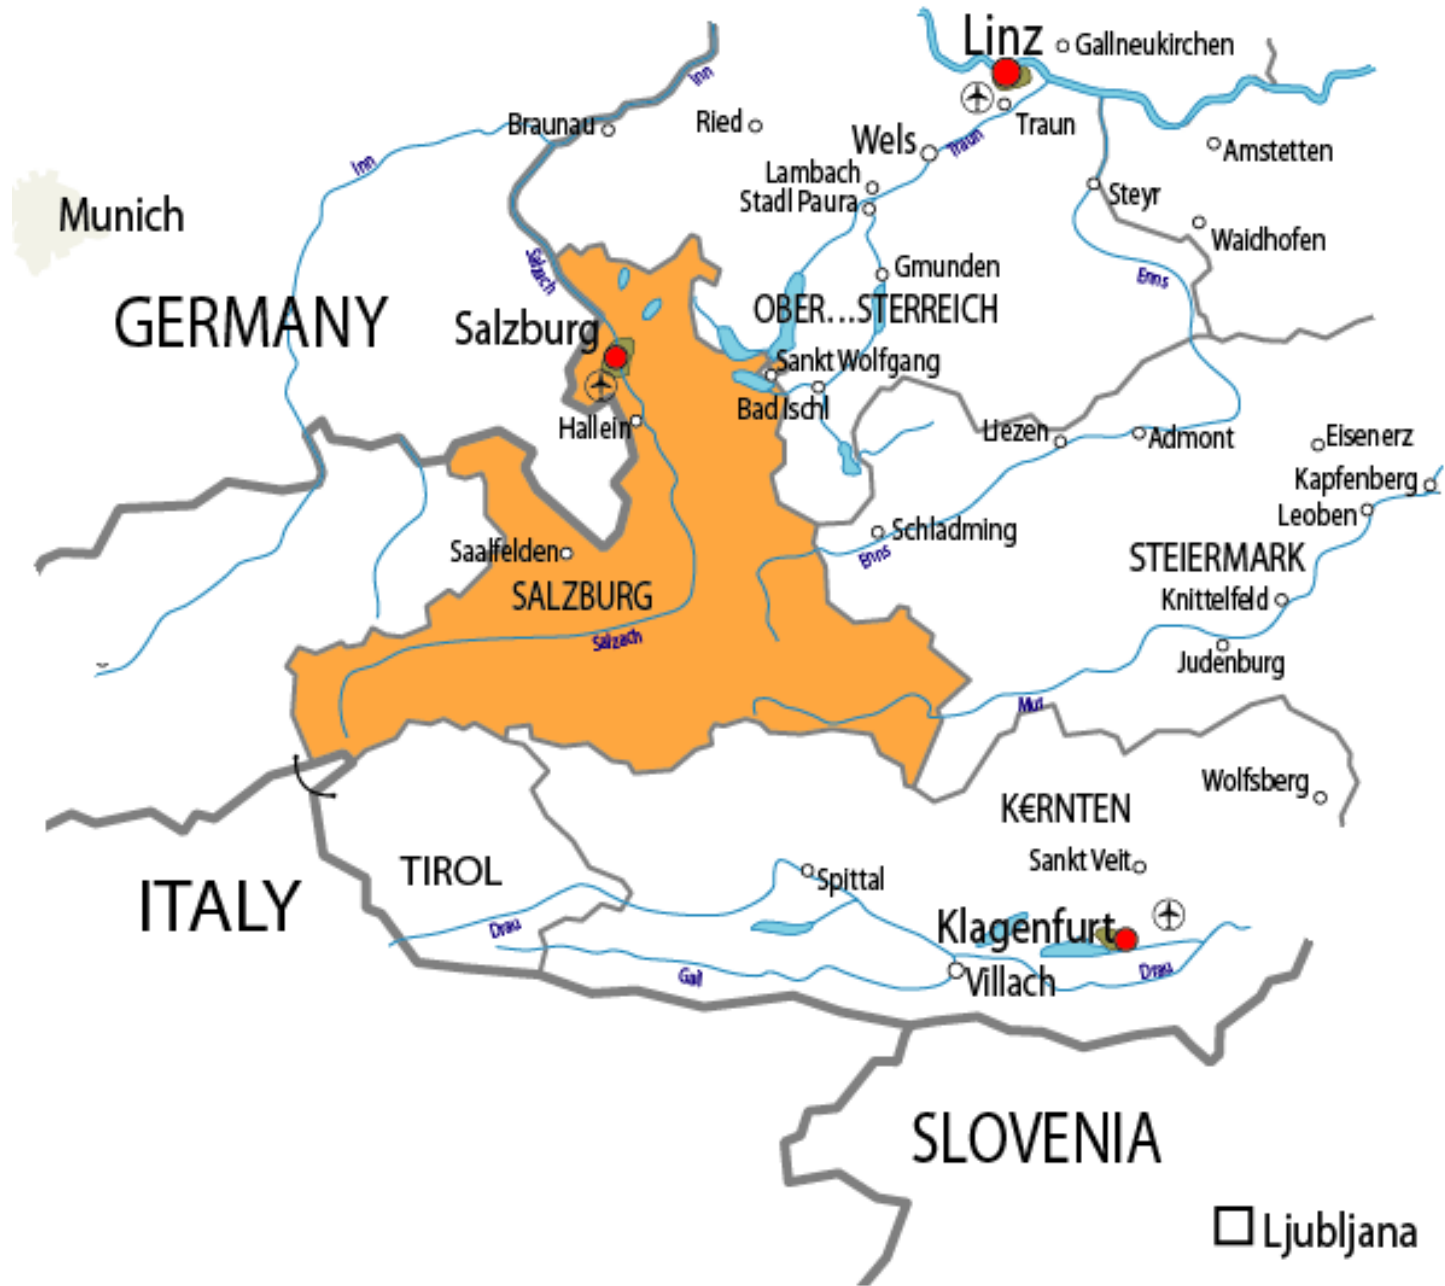 Linz
Gallneukirchen
Inn
Braunau
Ried
Traun
Wels
Traun
Amstetten
Inn
Lambach
Stadl Paura
Steyr
Munich
Waidhofen
Salzach
Gmunden
Enns
GERMANY
OBER...STERREICH
Salzburg
Sankt Wolfgang
Bad Ischl
Hallein
Liezen
Admont
Eisenerz
Kapfenberg
Leoben
Schladming
Enns
Saalfelden
STEIERMARK
SALZBURG
Knittelfeld
Salzach
Judenburg
Mur
Wolfsberg
K€RNTEN
Sankt Veit
TIROL
Spittal
ITALY
Drau
Klagenfurt
Gail
Villach
Drau
SLOVENIA
Ljubljana